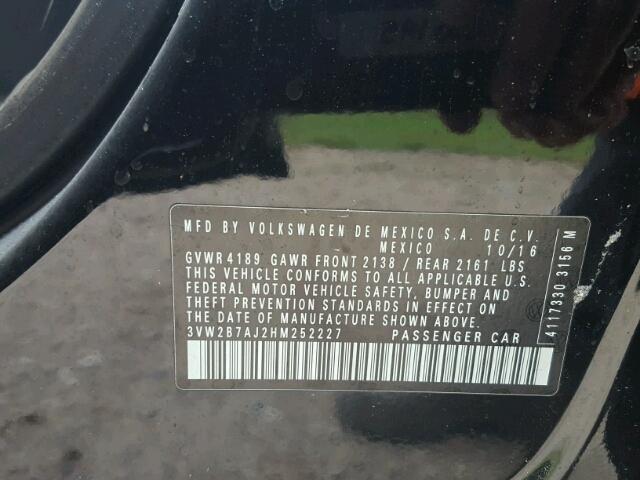 MFD BY VOLKSWAGEN DE MEXICO S.A. DE C.V.
MEXICO 10/16
GVWR 4189 GAWR FRONT 2138 / REAR 2161 LBS
THIS VEHICLE CONFORMS TO ALL APPLICABLE U.S.
FEDERAL MOTOR VEHICLE SAFETY, BUMPER AND
THEFT PREVENTION STANDARDS IN EFFECT ON
THE DATE OF MANUFACTURE SHOWN ABOVE.
3VW2B7AJ2HM252227 PASSENGER CAR
4117330 3156 M